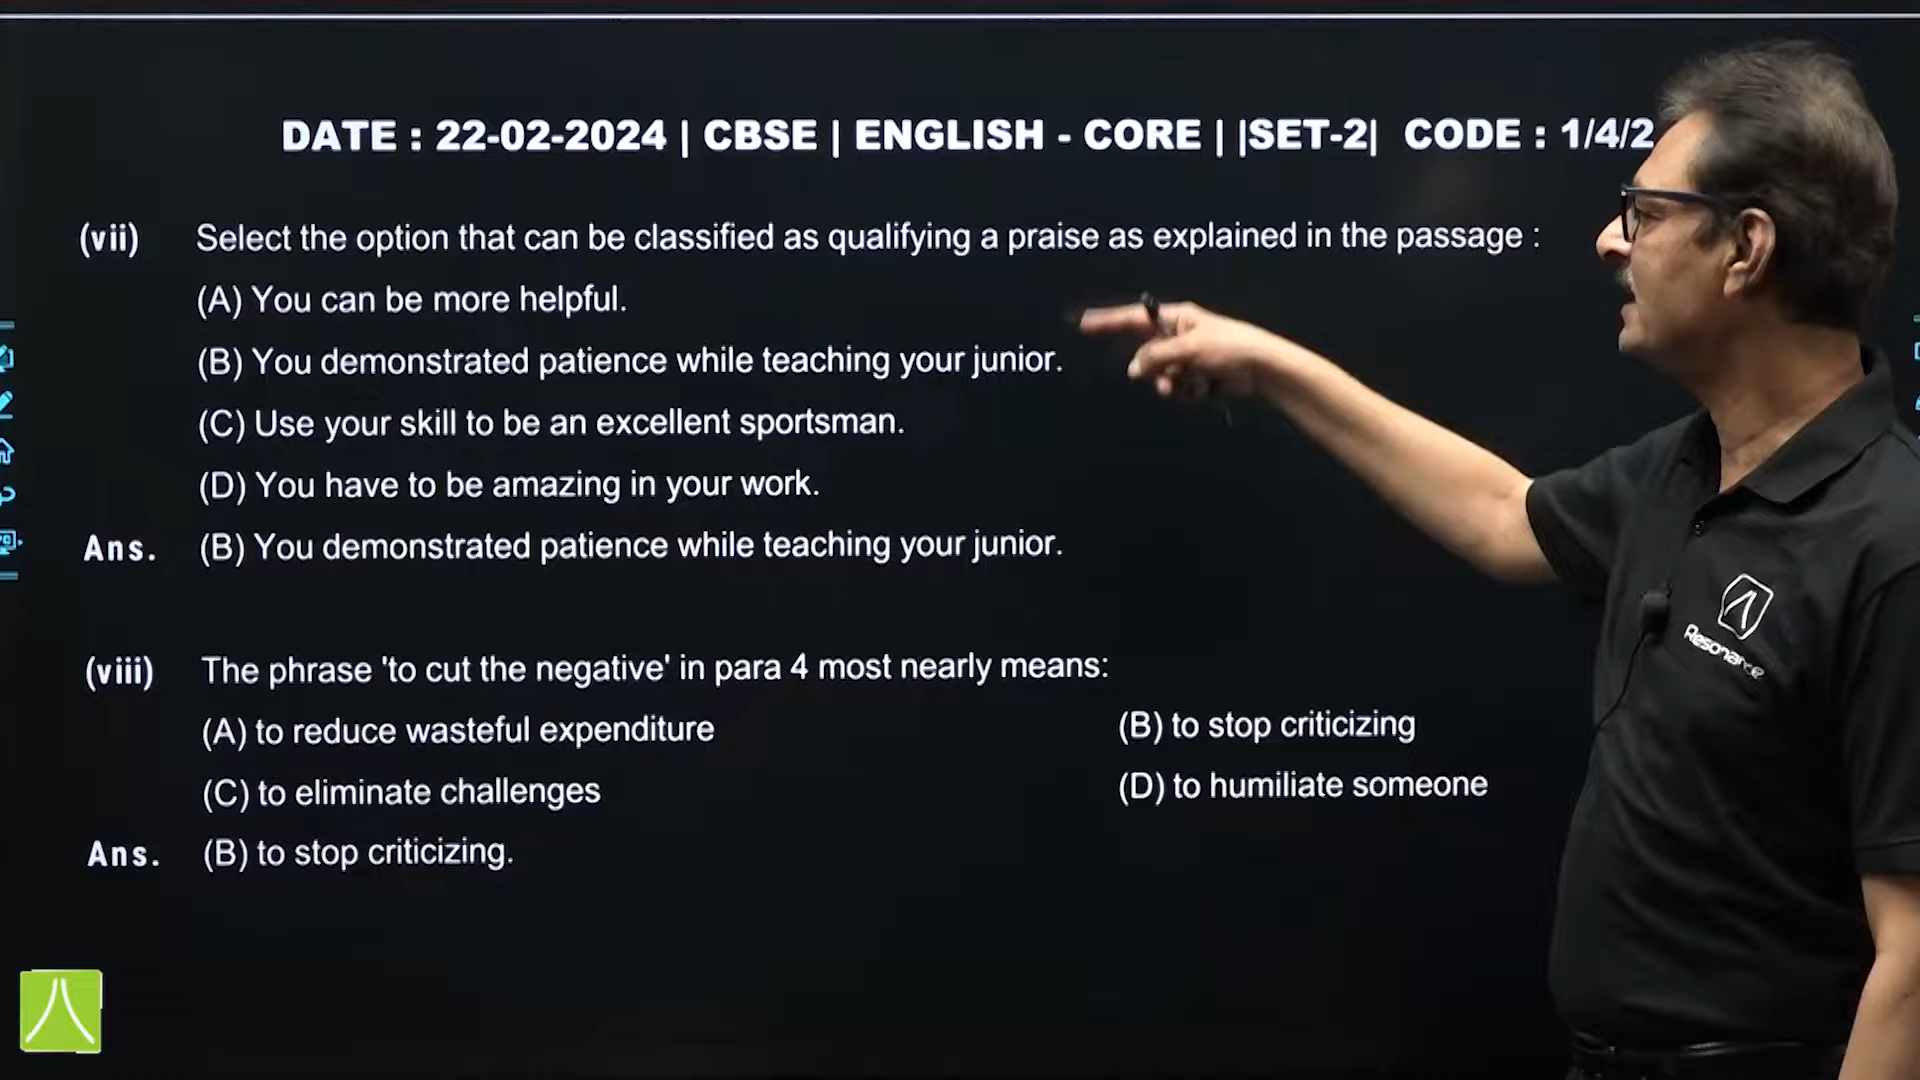 DATE : 22-02-2024 | CBSE | ENGLISH - CORE | |SET-2| CODE : 1/4/2
(vii) Select the option that can be classified as qualifying a praise as explained in the passage :
(A) You can be more helpful.
(B) You demonstrated patience while teaching your junior.
(C) Use your skill to be an excellent sportsman.
(D) You have to be amazing in your work.
Ans. (B) You demonstrated patience while teaching your junior.
(viii) The phrase 'to cut the negative' in para 4 most nearly means:
(A) to reduce wasteful expenditure (B) to stop criticizing
(C) to eliminate challenges (D) to humiliate someone
Ans. (B) to stop criticizing.
Resonance